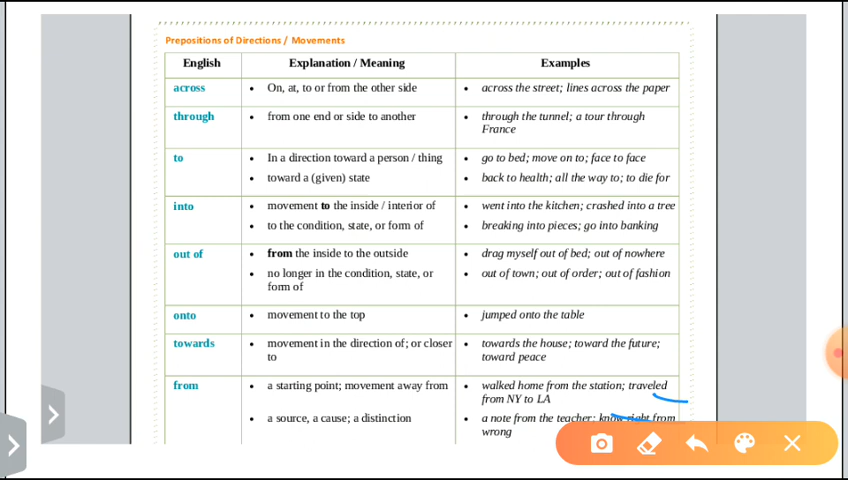 Prepositions of Directions / Movements
English Explanation / Meaning Examples
across • On, at, to or from the other side • across the street; lines across the paper
through • from one end or side to another • through the tunnel; a tour through
France
to • In a direction toward a person / thing • go to bed; move on to; face to face
• toward a (given) state • back to health; all the way to; to die for
into • movement to the inside / interior of • went into the kitchen; crashed into a tree
• to the condition, state, or form of • breaking into pieces; go into banking
out of • from the inside to the outside • drag myself out of bed; out of nowhere
• no longer in the condition, state, or • out of town; out of order; out of fashion
form of
onto • movement to the top • jumped onto the table
towards • movement in the direction of; or closer • towards the house; toward the future;
to toward peace
from • a starting point; movement away from • walked home from the station; traveled
from NY to LA
• a source, a cause; a distinction • a note from the teacher; know right from
wrong